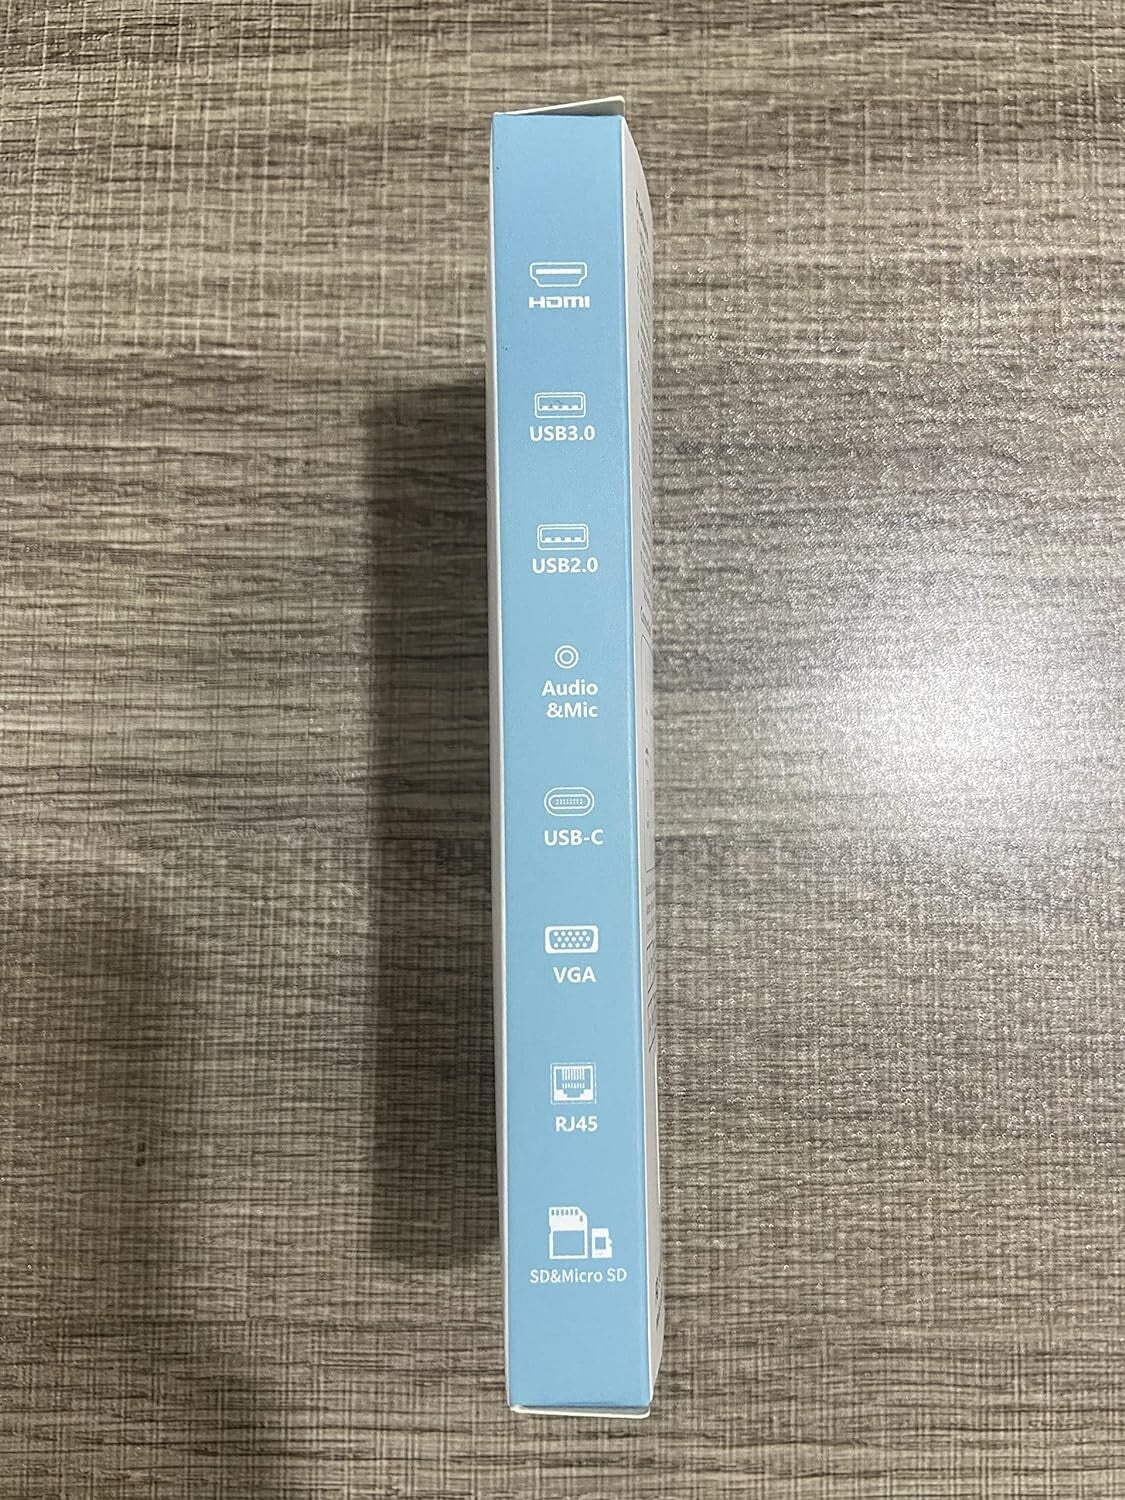 HDMI
USB3.0
USB2.0
Audio
&Mic
USB-C
VGA
RJ45
SD&Micro SD